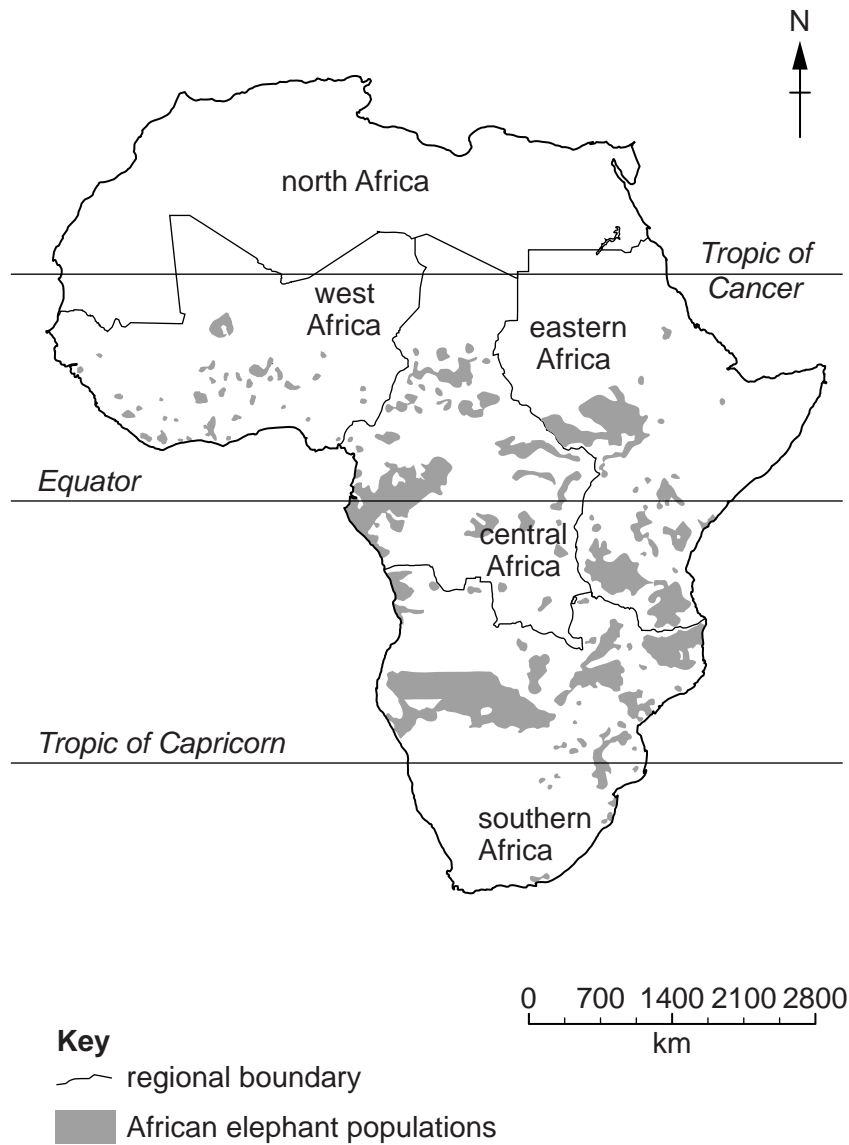 N
north Africa
Tropic of
Cancer
west
Africa
eastern
Africa
Equator
central
Africa
Tropic of Capricorn
southern
Africa
0 700 1400 2100 2800
km
Key
regional boundary
African elephant populations